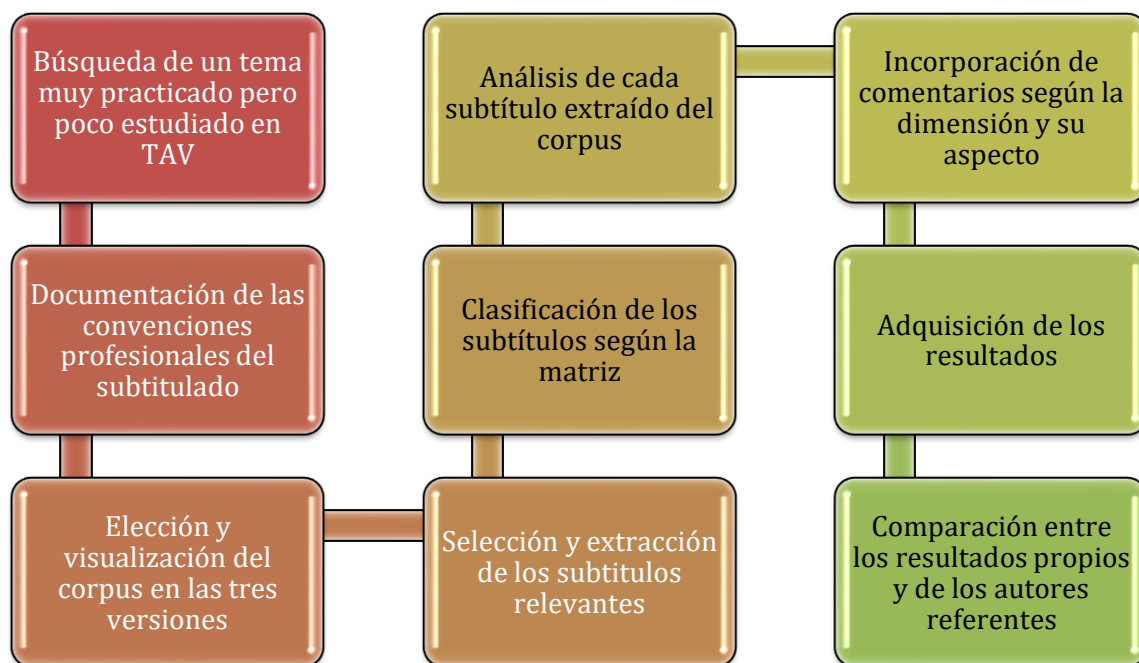 Búsqueda de un tema
muy practicado pero
poco estudiado en
TAV
Documentación de las
convenciones
profesionales del
subtitulado
Elección y
visualización del
corpus en las tres
versiones
Selección y extracción
de los subtitulos
relevantes
Clasificación de los
subtítulos según la
matriz
Análisis de cada
subtítulo extraído del
corpus
Incorporación de
comentarios según la
dimensión y su
aspecto
Adquisición de los
resultados
Comparación entre
los resultados propios
y de los autores
referentes